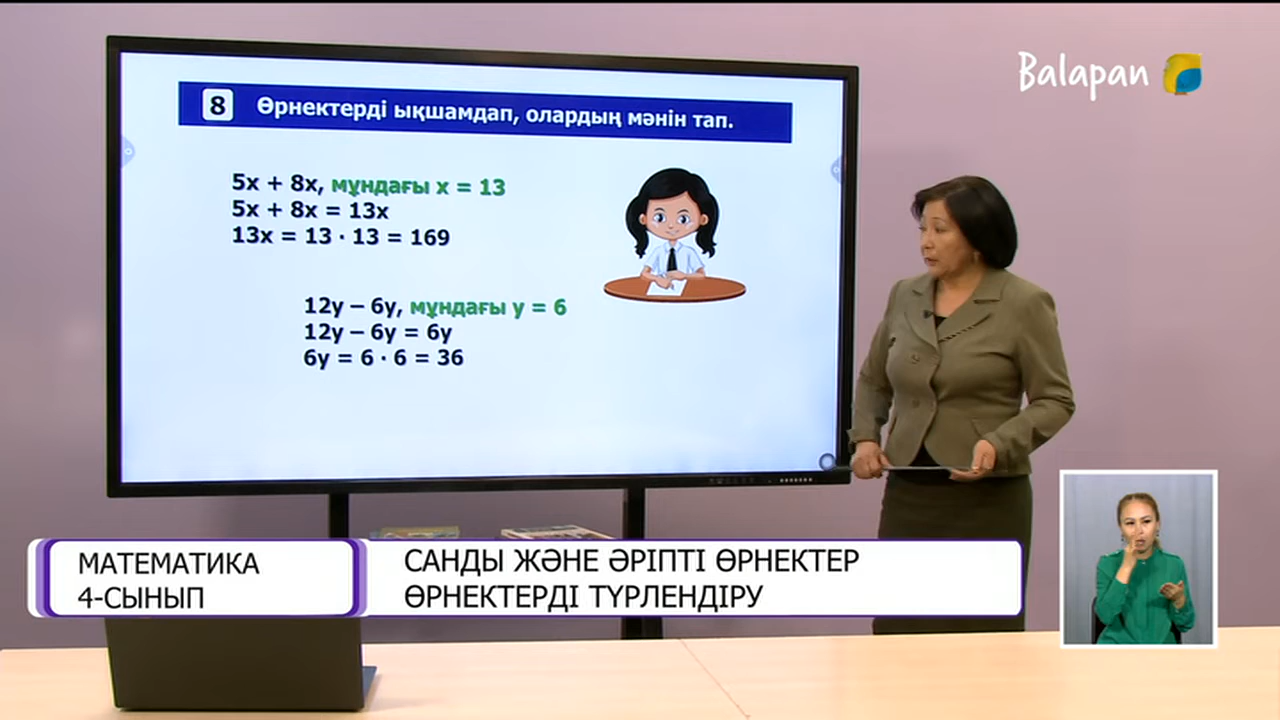 Balapan
8 Өрнектерді ықшамдап, олардың мәнін тап.
5x + 8x, мұндағы x = 13
5x + 8x = 13x
13x = 13 · 13 = 169
12y – 6y, мұндағы y = 6
12y – 6y = 6y
6y = 6 · 6 = 36
МАТЕМАТИКА
4-СЫНЫП
САНДЫ ЖӘНЕ ӘРІПТІ ӨРНЕКТЕР
ӨРНЕКТЕРДІ ТҮРЛЕНДІРУ